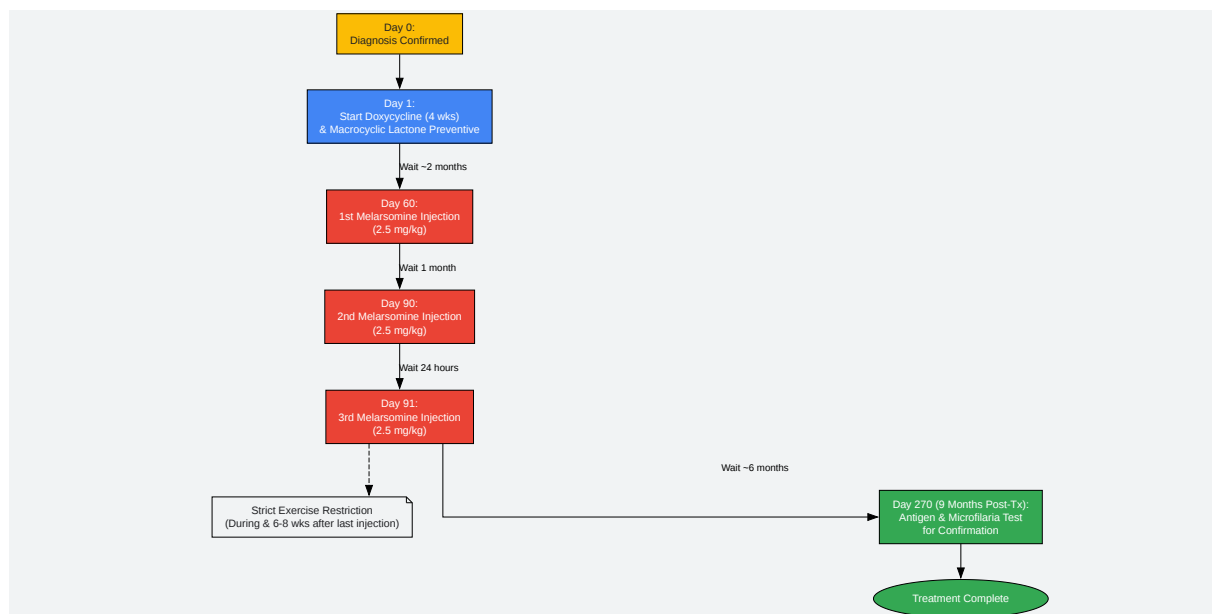 Day 0:
Diagnosis Confirmed
Day 1:
Start Doxycycline (4 wks)
& Macrocyclic Lactone Preventive
Wait ~2 months
Day 60:
1st Melarsomine Injection
(2.5 mg/kg)
Wait 1 month
Day 90:
2nd Melarsomine Injection
(2.5 mg/kg)
Wait 24 hours
Day 91:
3rd Melarsomine Injection
(2.5 mg/kg)
Wait ~6 months
Strict Exercise Restriction
(During & 6-8 wks after last injection)
Day 270 (9 Months Post-Tx):
Antigen & Microfilaria Test
for Confirmation
Treatment Complete